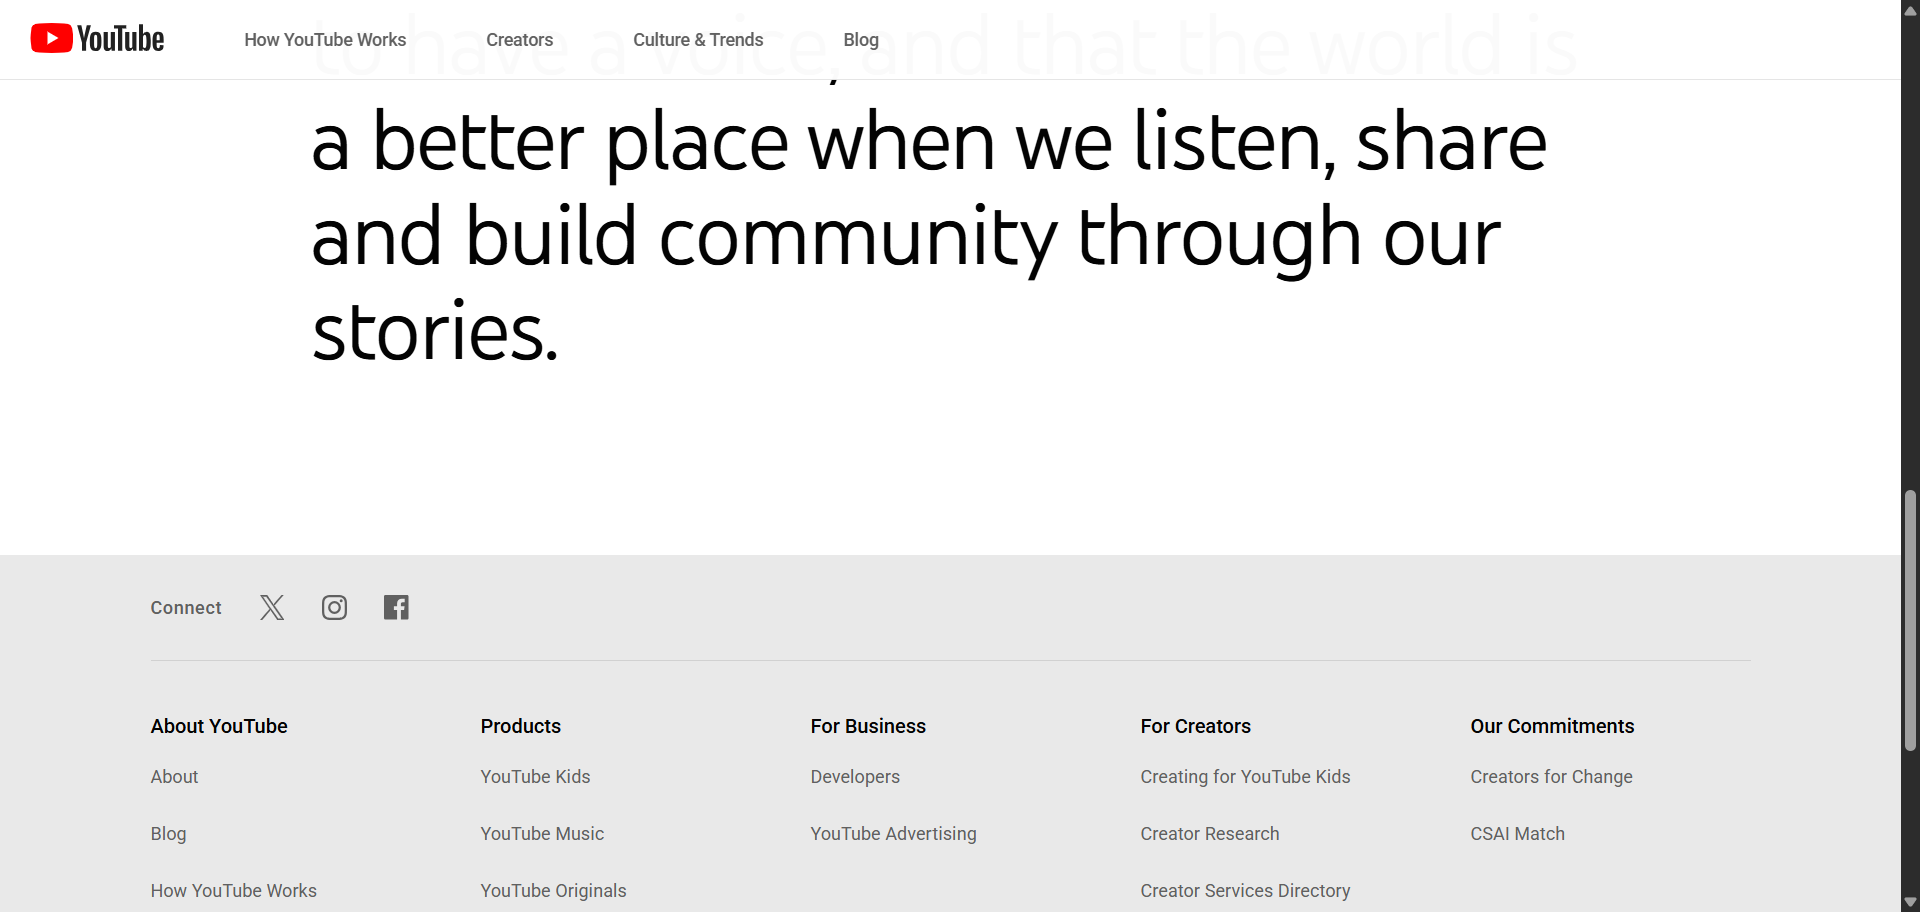 YouTube
How YouTube Works
Creators
Culture & Trends
Blog
to have a voice, and that the world is
a better place when we listen, share
and build community through our
stories.
Connect
About YouTube
About
Blog
How YouTube Works
Products
YouTube Kids
YouTube Music
YouTube Originals
For Business
Developers
YouTube Advertising
For Creators
Creating for YouTube Kids
Creator Research
Creator Services Directory
Our Commitments
Creators for Change
CSAI Match